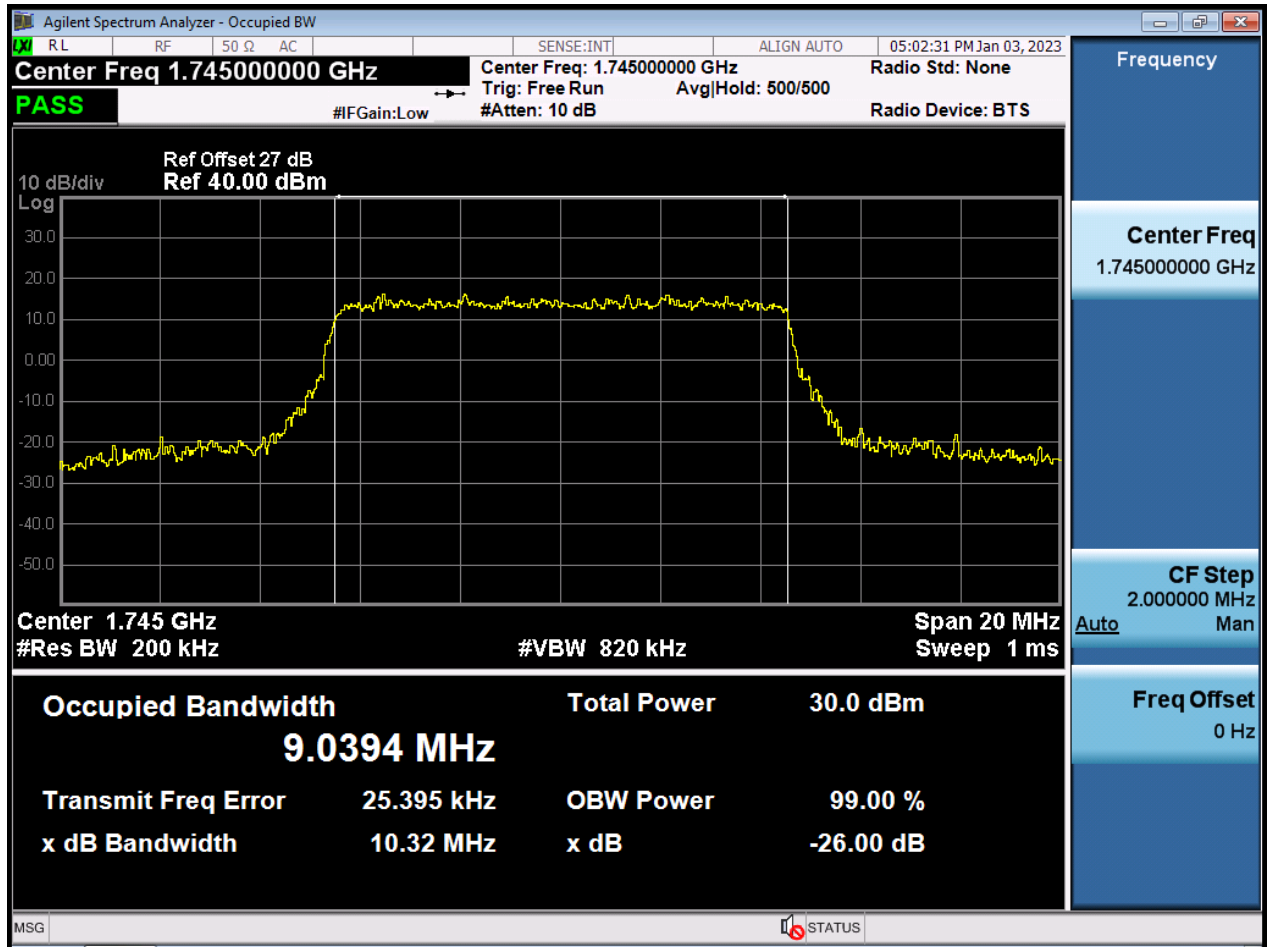 Agilent Spectrum Analyzer - Occupied BW
LXI RL RF 50 Ω AC SENSE:INT ALIGN AUTO 05:02:31 PM Jan 03, 2023
Center Freq 1.745000000 GHz
Center Freq: 1.745000000 GHz
Radio Std: None
Trig: Free Run Avg|Hold: 500/500
PASS
#IFGain:Low
#Atten: 10 dB
Radio Device: BTS
Ref Offset 27 dB
10 dB/div Ref 40.00 dBm
Log
30.0
20.0
10.0
0.00
-10.0
-20.0
-30.0
-40.0
-50.0
Center 1.745 GHz Span 20 MHz
#Res BW 200 kHz #VBW 820 kHz Sweep 1 ms
Occupied Bandwidth Total Power 30.0 dBm
9.0394 MHz
Transmit Freq Error 25.395 kHz OBW Power 99.00 %
x dB Bandwidth 10.32 MHz x dB -26.00 dB
MSG STATUS
Frequency
Center Freq
1.745000000 GHz
CF Step
2.000000 MHz
Auto Man
Freq Offset
0 Hz